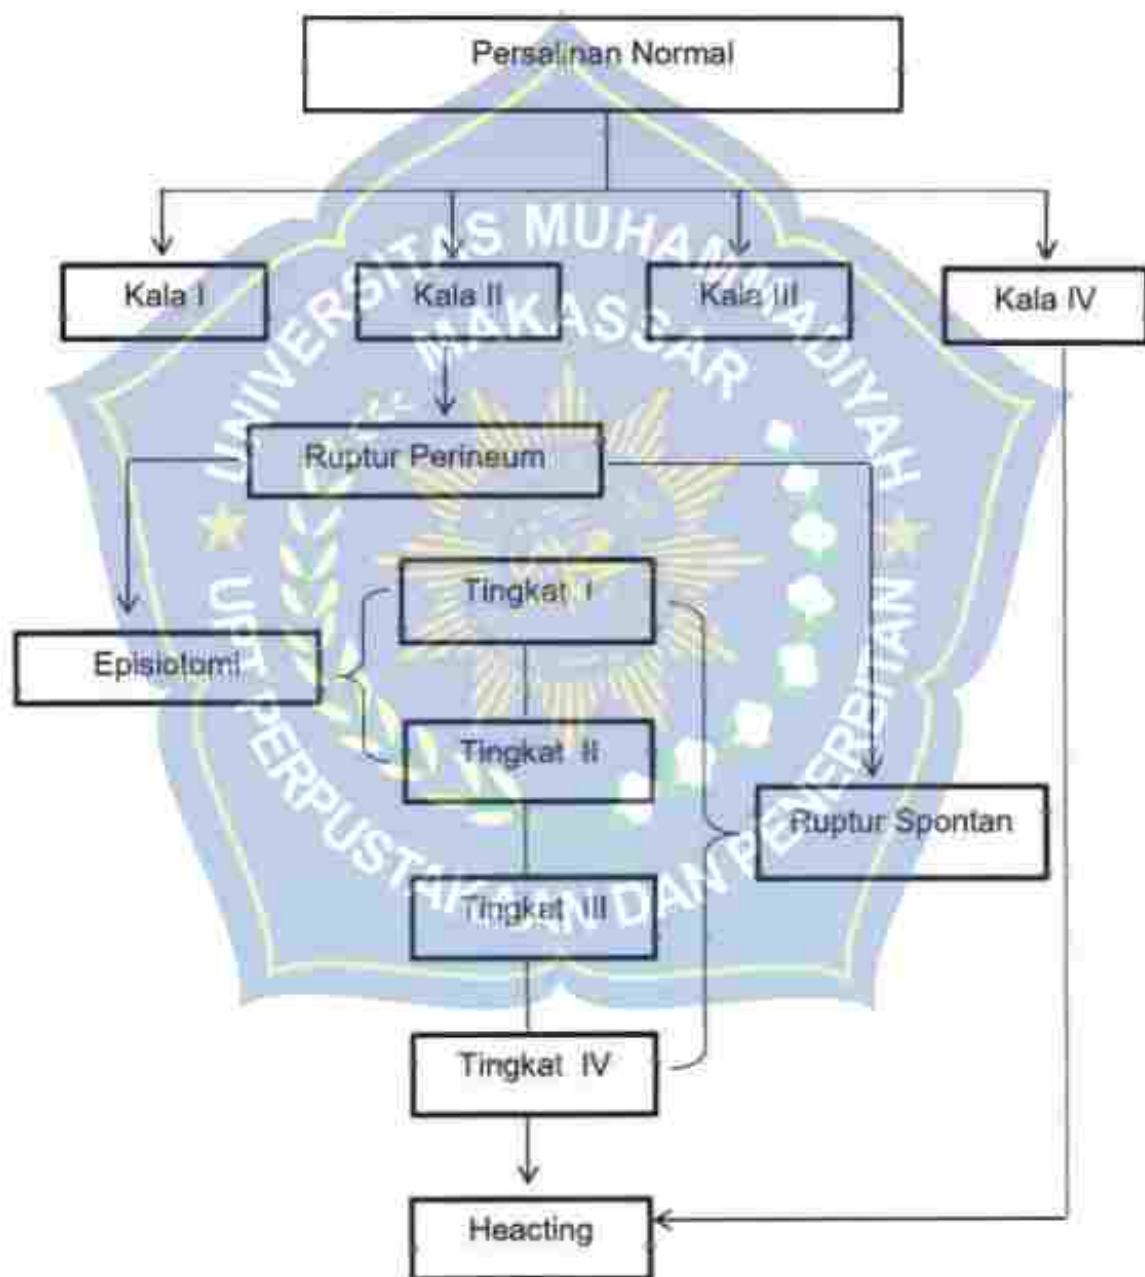 Persalinan Normal
Kala I
Kala II
Kala III
Kala IV
Ruptur Perineum
Tingkat I
Episiotomi
Tingkat II
Ruptur Spontan
Tingkat III
Tingkat IV
Heacting
UNIVERSITAS MUHAMMADIYAH
MAKASSAR
UPT PERPUSTAKAAN DAN PENERBITAN